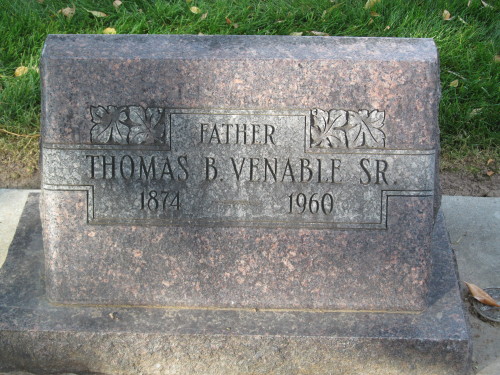 FATHER
THOMAS B. VENABLE SR.
1874 1960